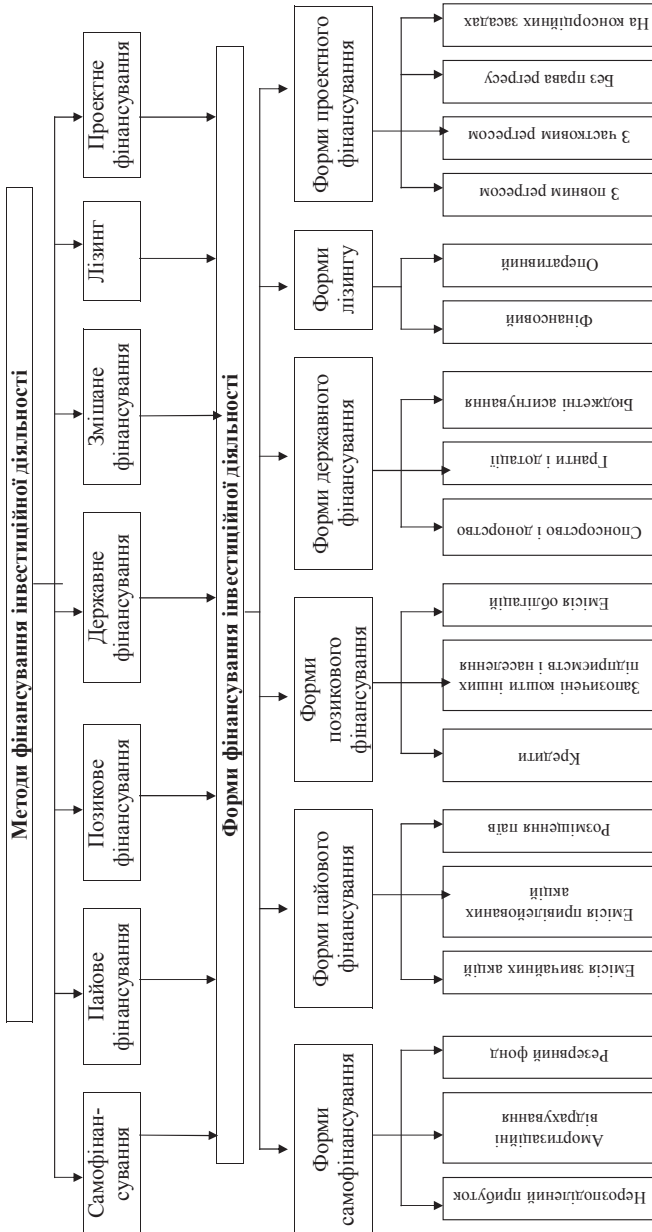 Методи фінансування інвестиційної діяльності
Самофінан-
сування
Пайове
фінансування
Позикове
фінансування
Державне
фінансування
Змішане
фінансування
Лізинг
Проектне
фінансування
Форми фінансування інвестиційної діяльності
Форми
самофінансування
Форми пайового
фінансування
Форми
позикового
фінансування
Форми державного
фінансування
Форми
лізингу
Форми проектного
фінансування
Нерозподілений прибуток
Амортизаційні
відрахування
Резервний фонд
Емісія звичайних акцій
Емісія привілейованих
акцій
Розміщення паїв
Кредити
Запозичені кошти інших
підприємств і населення
Емісія облігацій
Спонсорство і донорство
Гранти і дотації
Бюджетні асигнування
Фінансовий
Оперативний
З повним регресом
З частковим регресом
Без права регресу
На консорційних засадах